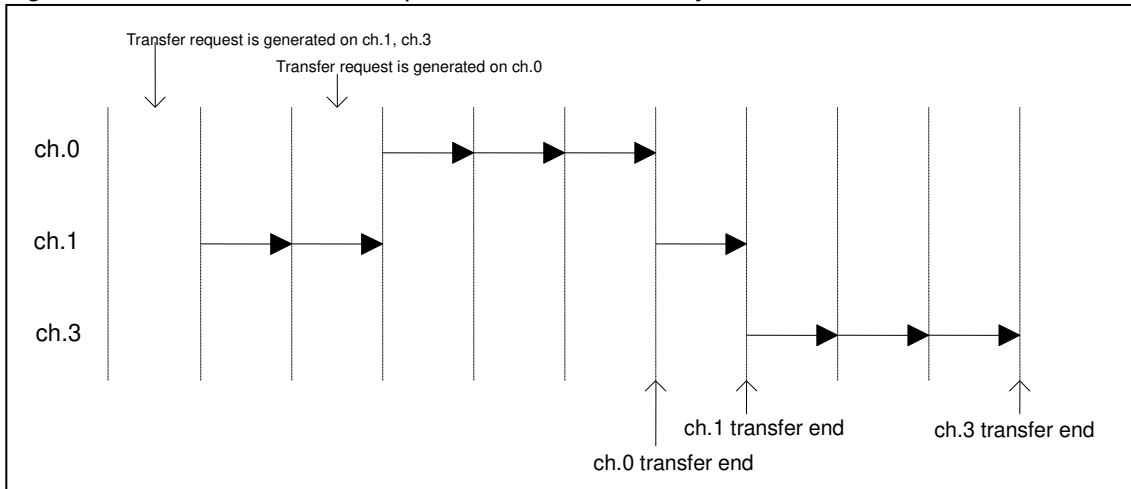 Transfer request is generated on ch.1, ch.3
Transfer request is generated on ch.0
ch.0
ch.1
ch.3
ch.1 transfer end
ch.3 transfer end
ch.0 transfer end